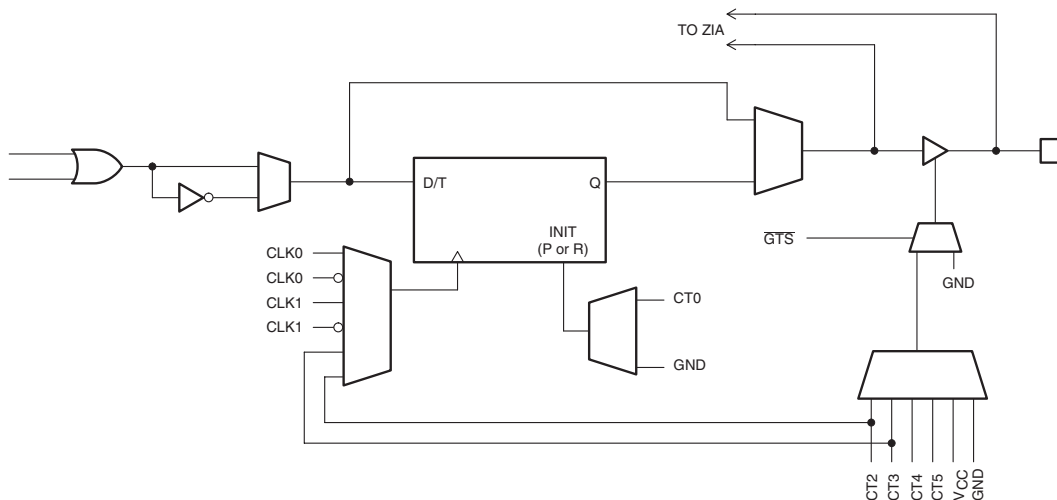 TO ZIA
D/T
Q
INIT
(P or R)
CLK0
CLK0
CLK1
CLK1
CT0
GND
GTS
GND
CT2
CT3
CT4
CT5
VCC
GND